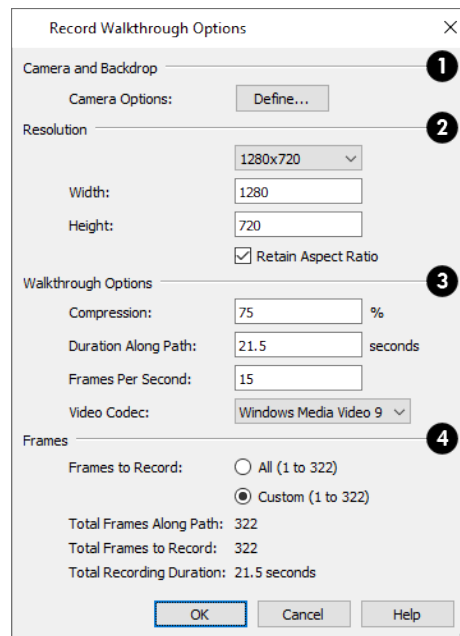 Record Walkthrough Options
Camera and Backdrop 1
Camera Options: Define...
Resolution 2
1280x720
Width: 1280
Height: 720
Retain Aspect Ratio
Walkthrough Options 3
Compression: 75 %
Duration Along Path: 21.5 seconds
Frames Per Second: 15
Video Codec: Windows Media Video 9
Frames 4
Frames to Record: All (1 to 322)
Custom (1 to 322)
Total Frames Along Path: 322
Total Frames to Record: 322
Total Recording Duration: 21.5 seconds
OK Cancel Help